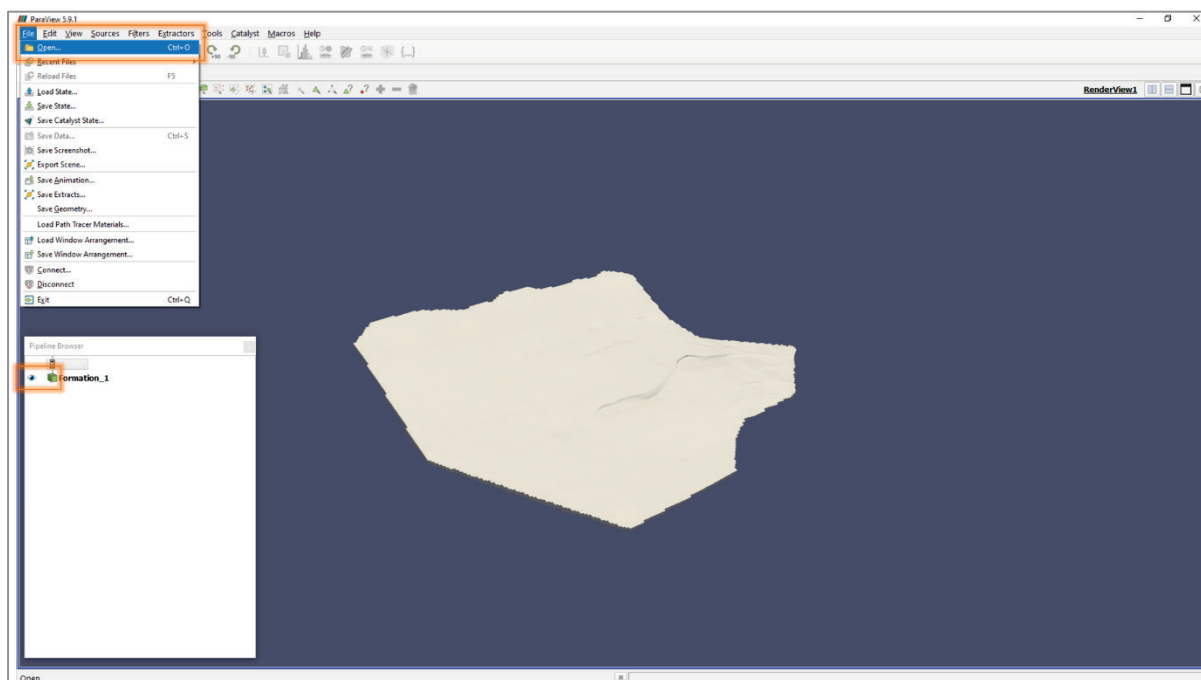 ParaView 5.9.1
File Edit View Sources Filters Extractors Tools Catalyst Macros Help
Open... Ctrl+O
Recent Files
Reload Files F5
Load State...
RenderView1
Save State...
Save Catalyst State...
Save Data... Ctrl+S
Save Screenshot...
Export Scene...
Save Animation...
Save Extracts...
Save Geometry...
Load Path Tracer Materials...
Load Window Arrangement...
Save Window Arrangement...
Connect...
Disconnect
Exit Ctrl+Q
Pipeline Browser
Formation_1
Open